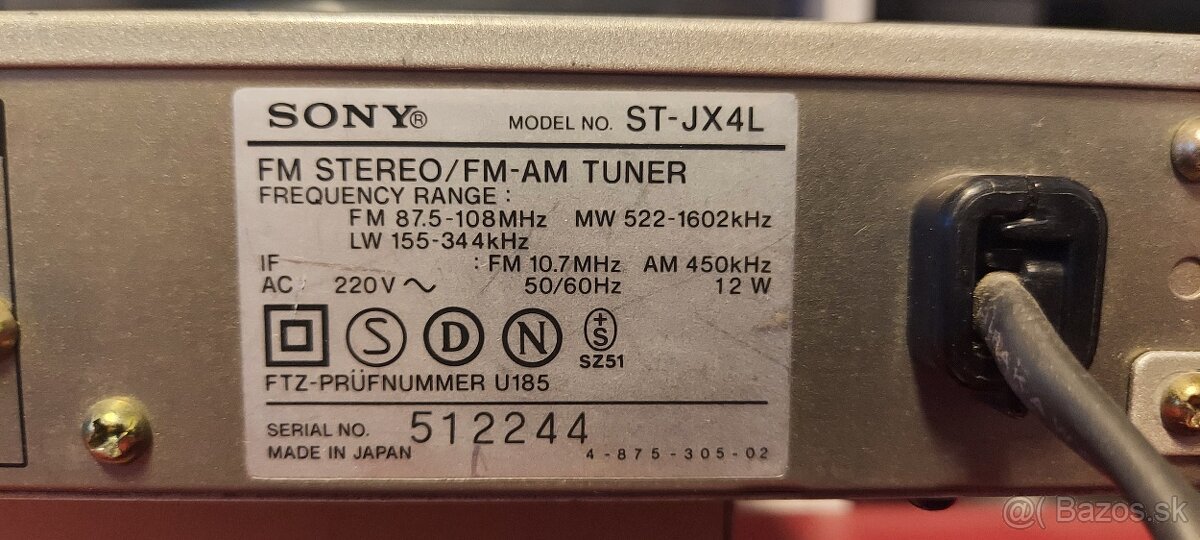 SONY® MODEL NO. ST-JX4L
FM STEREO/FM-AM TUNER
FREQUENCY RANGE :
FM 87.5-108MHz MW 522-1602kHz
LW 155-344kHz
IF : FM 10.7MHz AM 450kHz
AC 220V ~ 50/60Hz 12 W
S D N +S
SZ51
FTZ-PRÜFNUMMER U185
SERIAL NO. 512244
MADE IN JAPAN 4-875-305-02
@( Bazos.sk